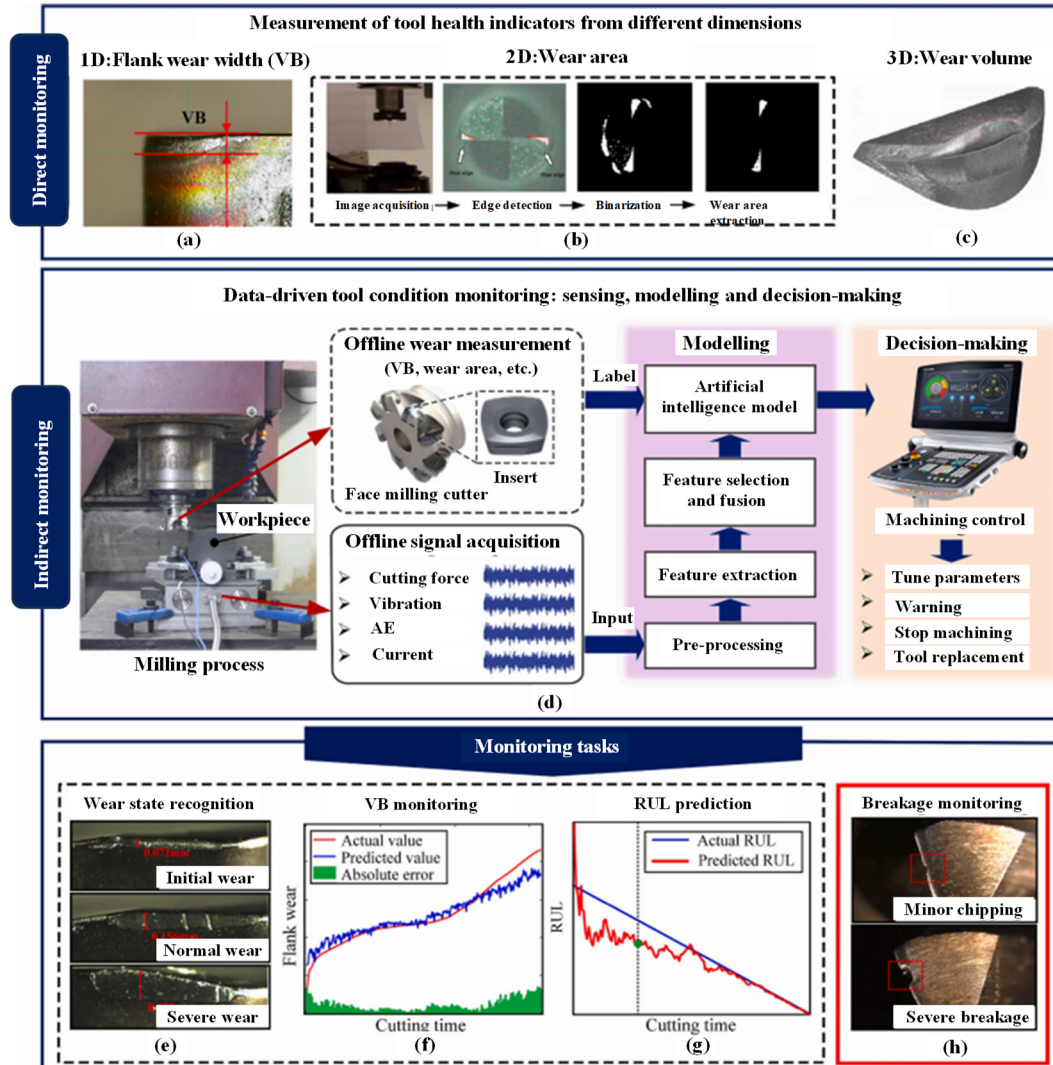 Measurement of tool health indicators from different dimensions
Direct monitoring
1D:Flank wear width (VB)
2D:Wear area
3D:Wear volume
VB
Image acquisition
Edge detection
Binarization
Wear area
extraction
(a)
(b)
(c)
Indirect monitoring
Data-driven tool condition monitoring: sensing, modelling and decision-making
Offline wear measurement
(VB, wear area, etc.)
Insert
Face milling cutter
Workpiece
Milling process
Offline signal acquisition
➢ Cutting force
➢ Vibration
➢ AE
➢ Current
Label
Input
Modelling
Artificial
intelligence model
Feature selection
and fusion
Feature extraction
Pre-processing
Decision-making
Machining control
➢ Tune parameters
➢ Warning
➢ Stop machining
➢ Tool replacement
(d)
Monitoring tasks
Wear state recognition
0.071mm
Initial wear
Normal wear
Severe wear
(e)
VB monitoring
Actual value
Predicted value
Absolute error
Flank wear
Cutting time
(f)
RUL prediction
Actual RUL
Predicted RUL
RUL
Cutting time
(g)
Breakage monitoring
Minor chipping
Severe breakage
(h)